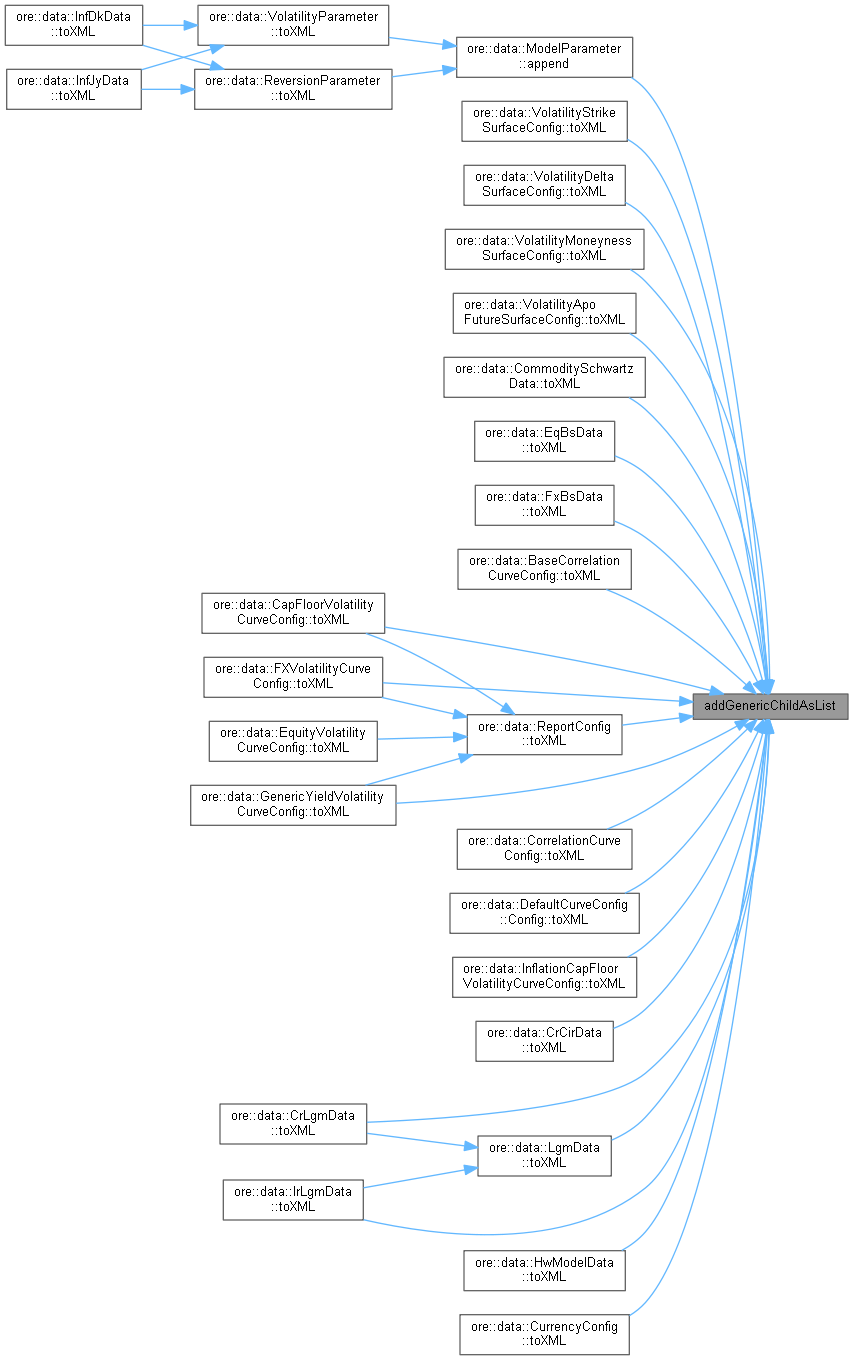 ore::data::InfDkData
::toXML
ore::data::VolatilityParameter
::toXML
ore::data::ModelParameter
::append
ore::data::InfJyData
::toXML
ore::data::ReversionParameter
::toXML
ore::data::VolatilityStrike
SurfaceConfig::toXML
ore::data::VolatilityDelta
SurfaceConfig::toXML
ore::data::VolatilityMoneyness
SurfaceConfig::toXML
ore::data::VolatilityApo
FutureSurfaceConfig::toXML
ore::data::CommoditySchwartz
Data::toXML
ore::data::EqBsData
::toXML
ore::data::FxBsData
::toXML
ore::data::BaseCorrelation
CurveConfig::toXML
ore::data::CapFloorVolatility
CurveConfig::toXML
ore::data::FXVolatilityCurve
Config::toXML
addGenericChildAsList
ore::data::ReportConfig
::toXML
ore::data::EquityVolatility
CurveConfig::toXML
ore::data::GenericYieldVolatility
CurveConfig::toXML
ore::data::CorrelationCurve
Config::toXML
ore::data::DefaultCurveConfig
::Config::toXML
ore::data::InflationCapFloor
VolatilityCurveConfig::toXML
ore::data::CrCirData
::toXML
ore::data::CrLgmData
::toXML
ore::data::LgmData
::toXML
ore::data::IrLgmData
::toXML
ore::data::HwModelData
::toXML
ore::data::CurrencyConfig
::toXML